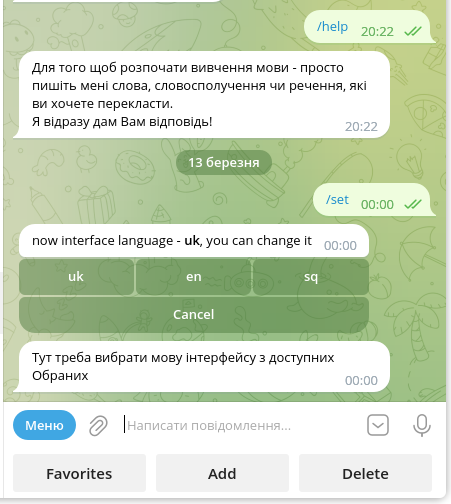 /help 20:22
Для того щоб розпочати вивчення мови - просто
пишіть мені слова, словосполучення чи речення, які
ви хочете перекласти.
Я відразу дам Вам відповідь!
20:22
13 березня
/set 00:00
now interface language - uk, you can change it 00:00
uk en sq
Cancel
Тут треба вибрати мову інтерфейсу з доступних
Обраних
00:00
Меню Написати повідомлення...
Favorites Add Delete